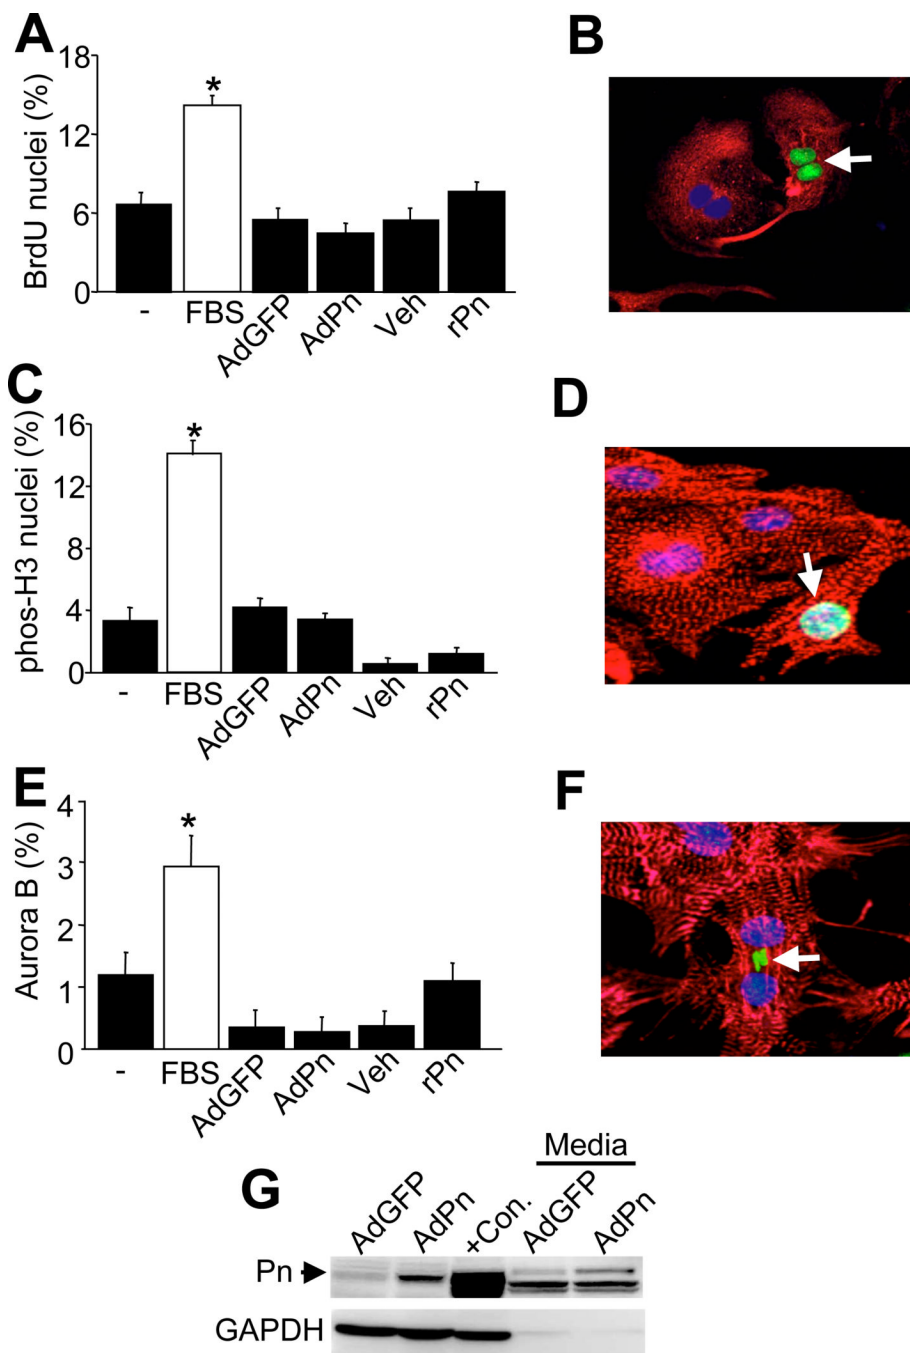 A
BrdU nuclei (%)
18
12
6
0
*
-
FBS
AdGFP
AdPn
Veh
rPn
B
C
phos-H3 nuclei (%)
16
12
8
4
0
*
-
FBS
AdGFP
AdPn
Veh
rPn
D
E
Aurora B (%)
4
3
2
1
0
*
-
FBS
AdGFP
AdPn
Veh
rPn
F
G
Media
AdGFP AdPn +Con. AdGFP AdPn
Pn
GAPDH